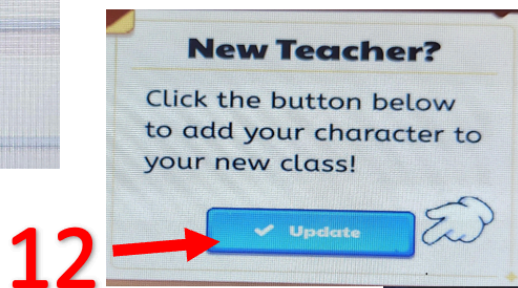 New Teacher?
Click the button below
to add your character to
your new class!
✓ Update
12